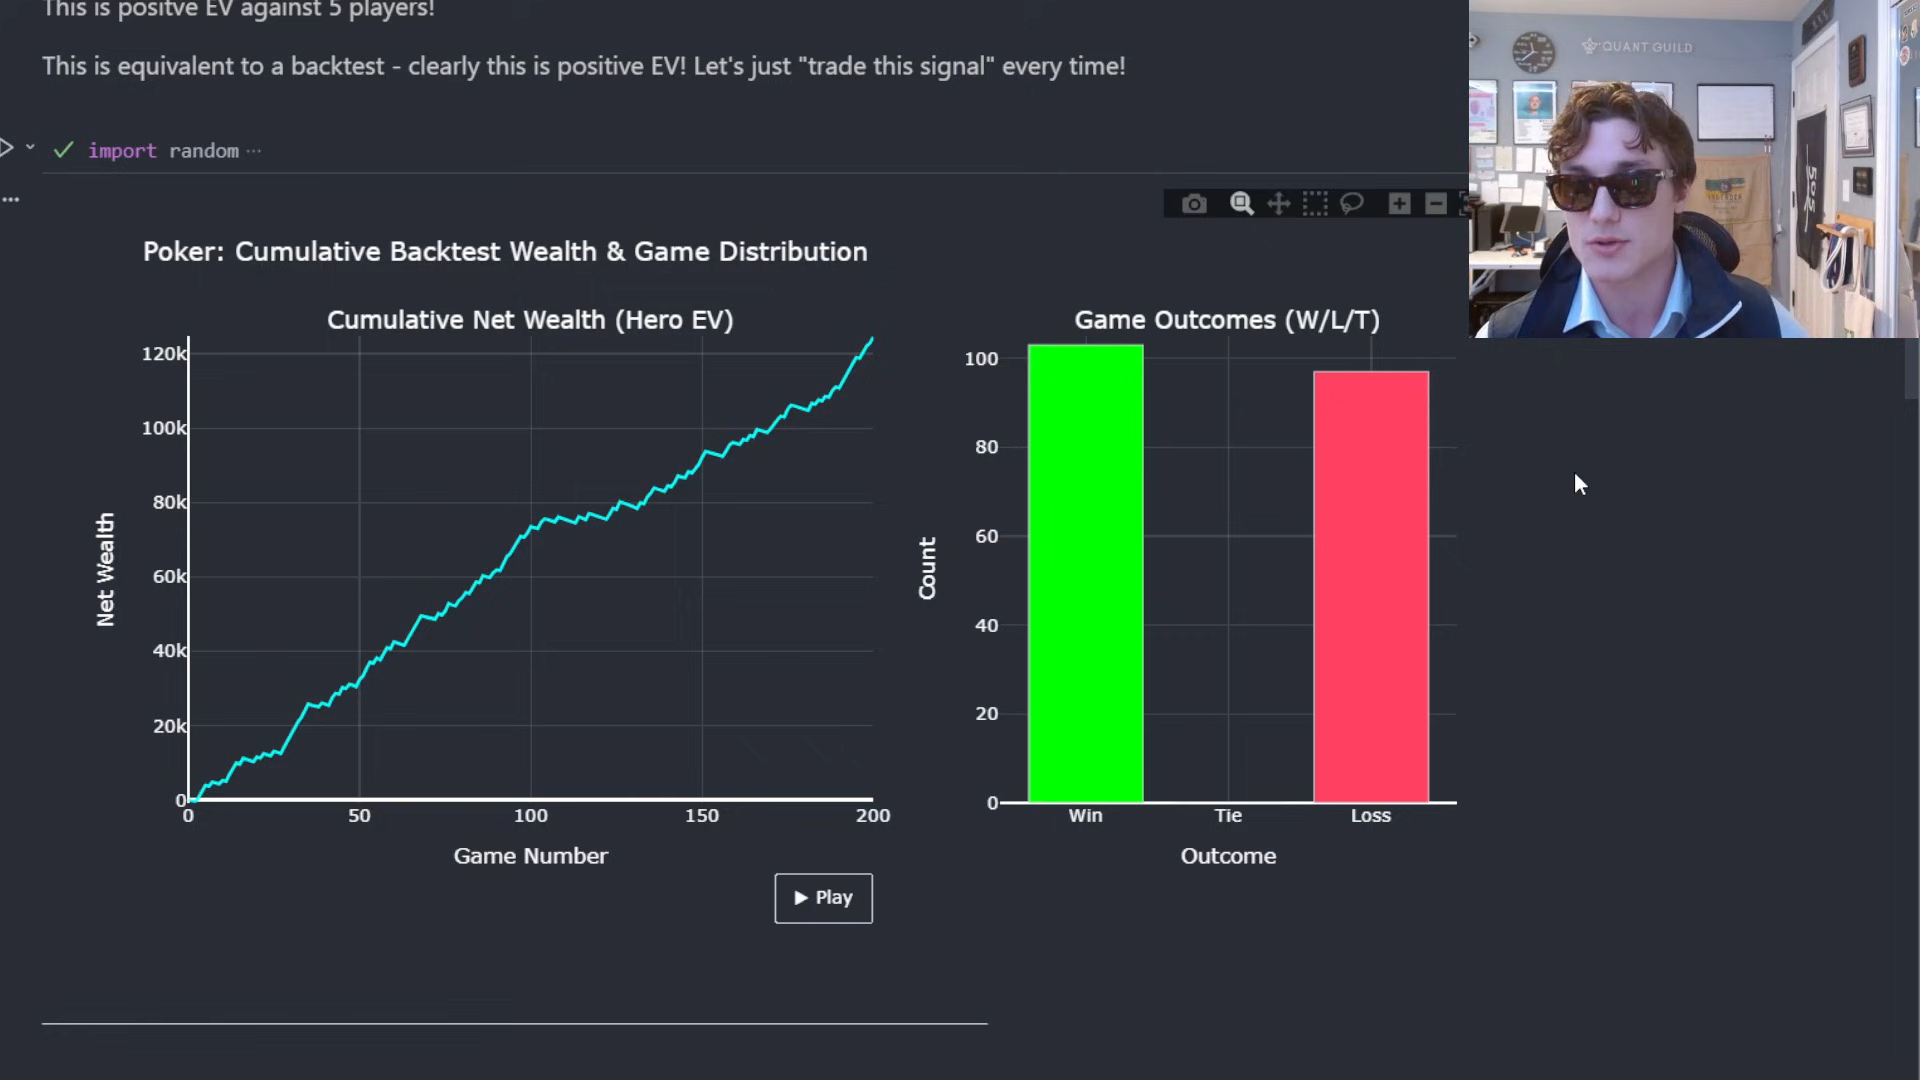 This is positve EV against 5 players!
This is equivalent to a backtest - clearly this is positive EV! Let's just "trade this signal" every time!
import random ...
QUANT GUILD
Poker: Cumulative Backtest Wealth & Game Distribution
Cumulative Net Wealth (Hero EV)
Net Wealth
120k
100k
80k
60k
40k
20k
0
0 50 100 150 200
Game Number
▶ Play
Game Outcomes (W/L/T)
Count
100
80
60
40
20
0
Win Tie Loss
Outcome